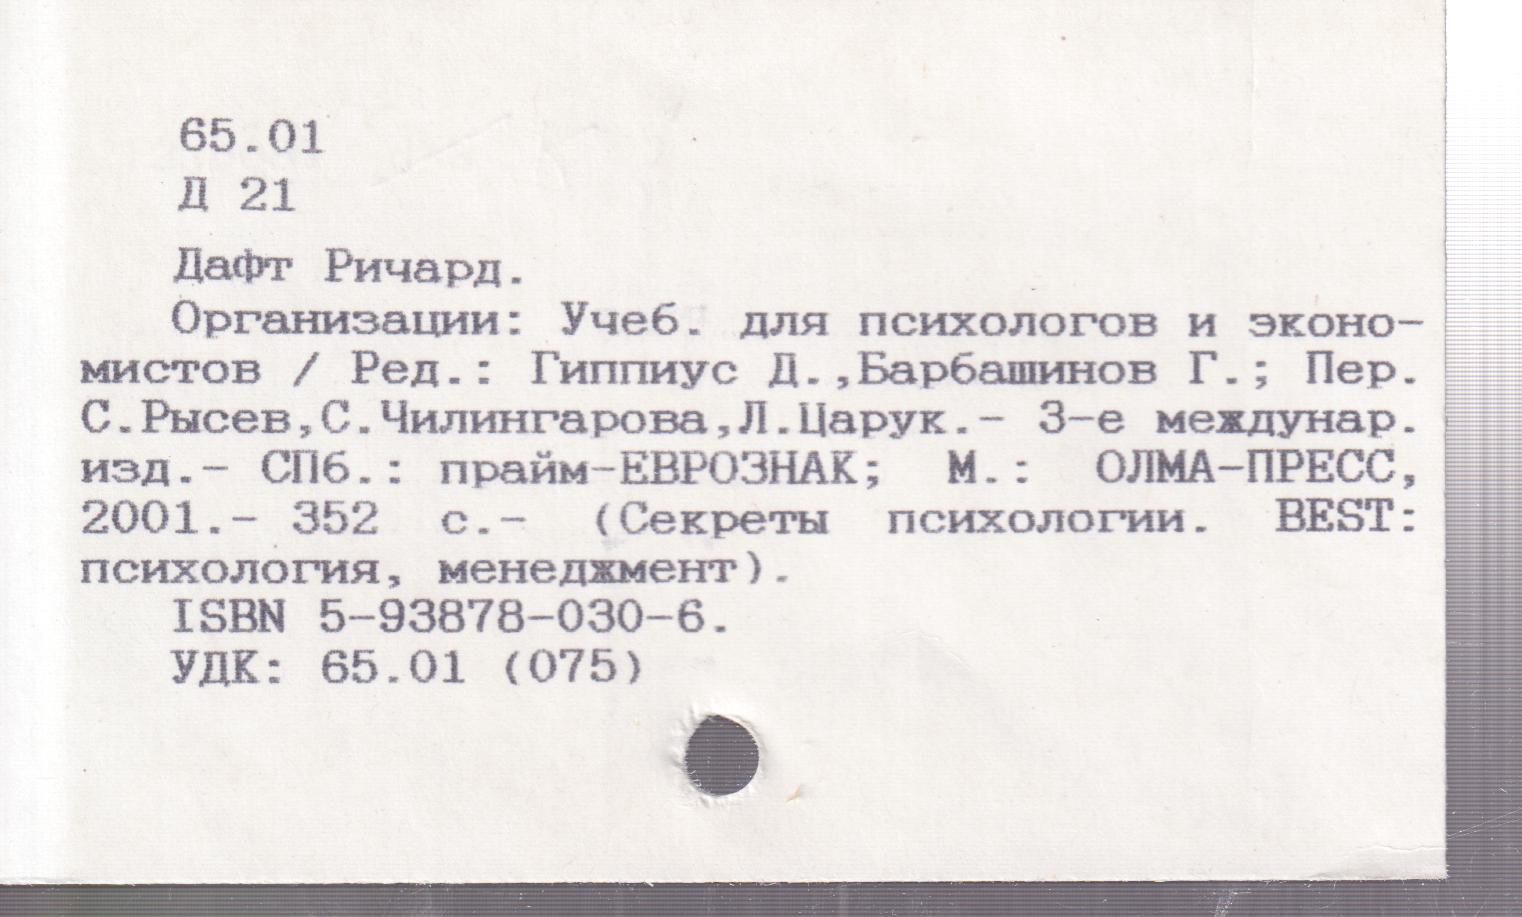 65.01
Д 21
Дафт Ричард.
Организации: Учеб. для психологов и эконо-
мистов / Ред.: Гиппиус Д.,Барбашинов Г.; Пер.
С.Рысев,С.Чилингарова,Л.Царук.- 3-е междунар.
изд.- СПб.: прайм-ЕВРОЗНАК; М.: ОЛМА-ПРЕСС,
2001.- 352 с.- (Секреты психологии. BEST:
психология, менеджмент).
ISBN 5-93878-030-6.
УДК: 65.01 (075)